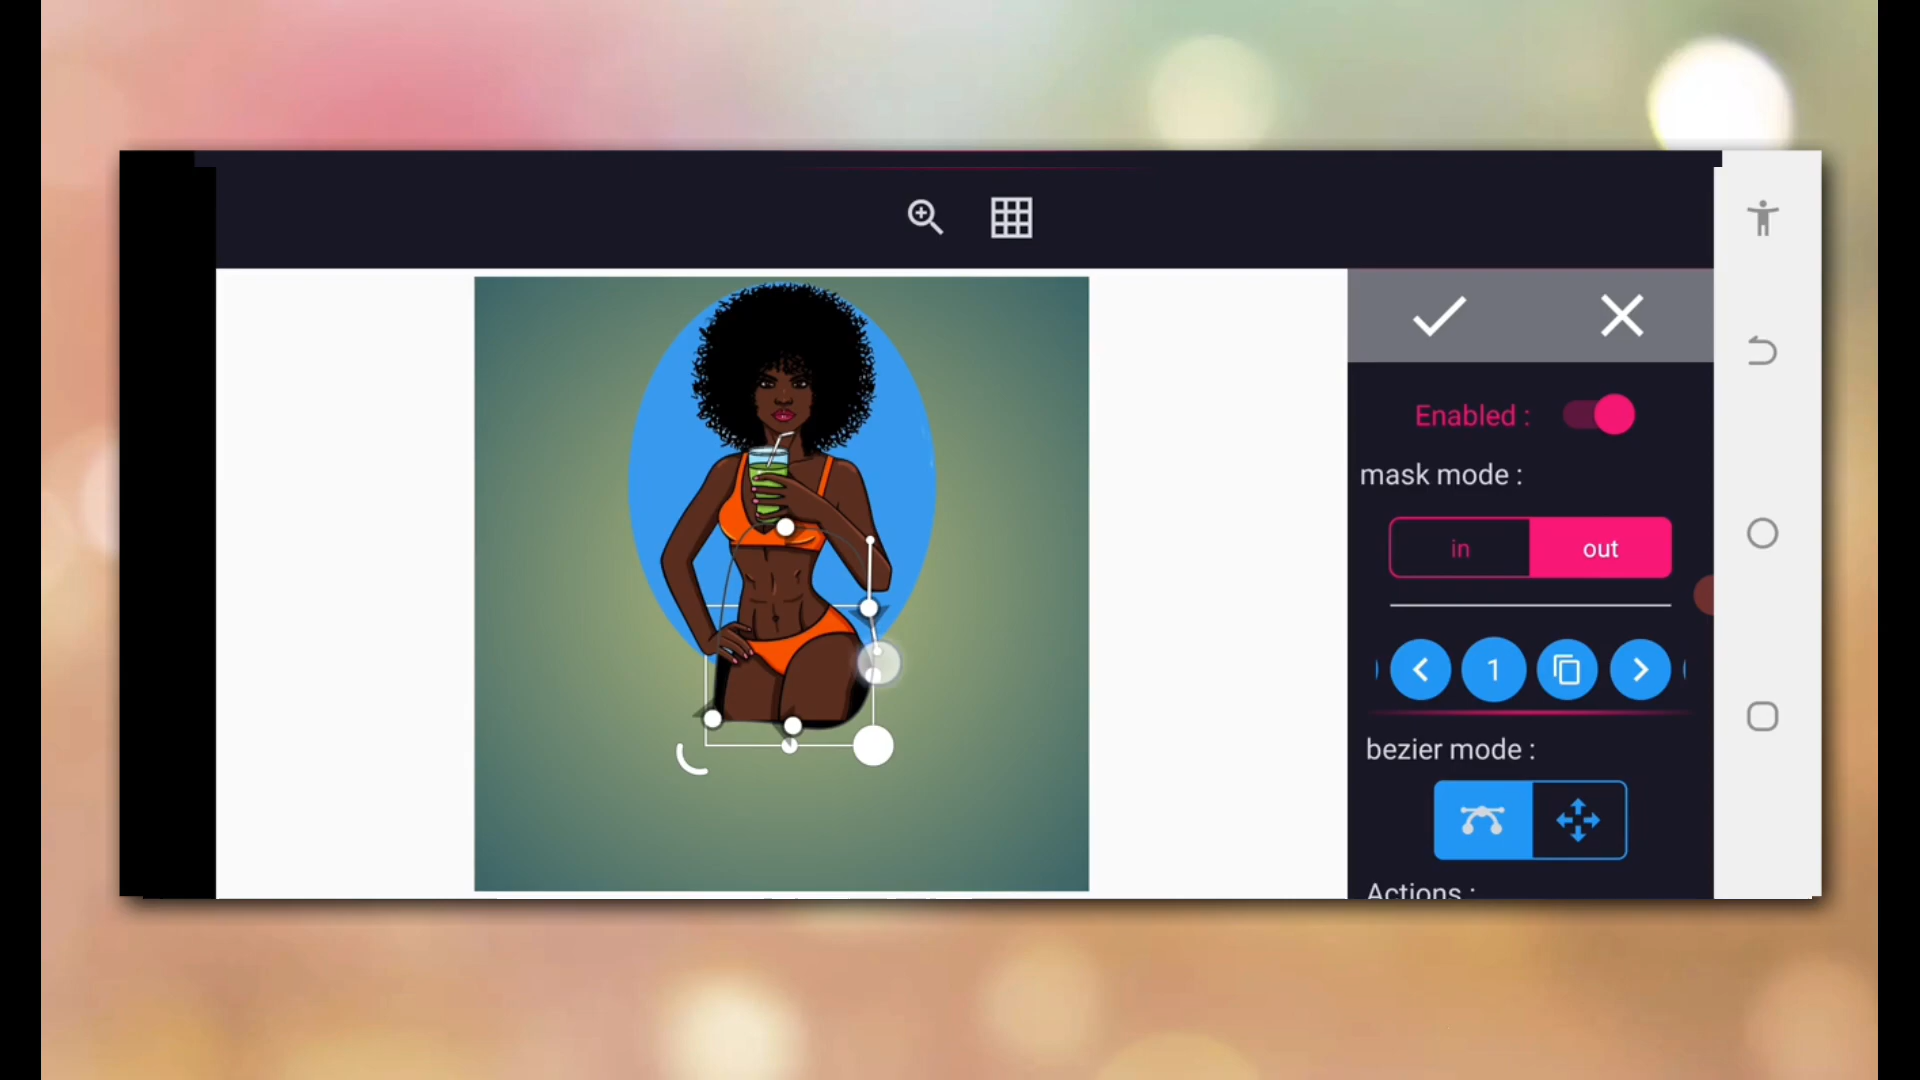 Enabled :
mask mode :
in out
1
bezier mode :
Actions :